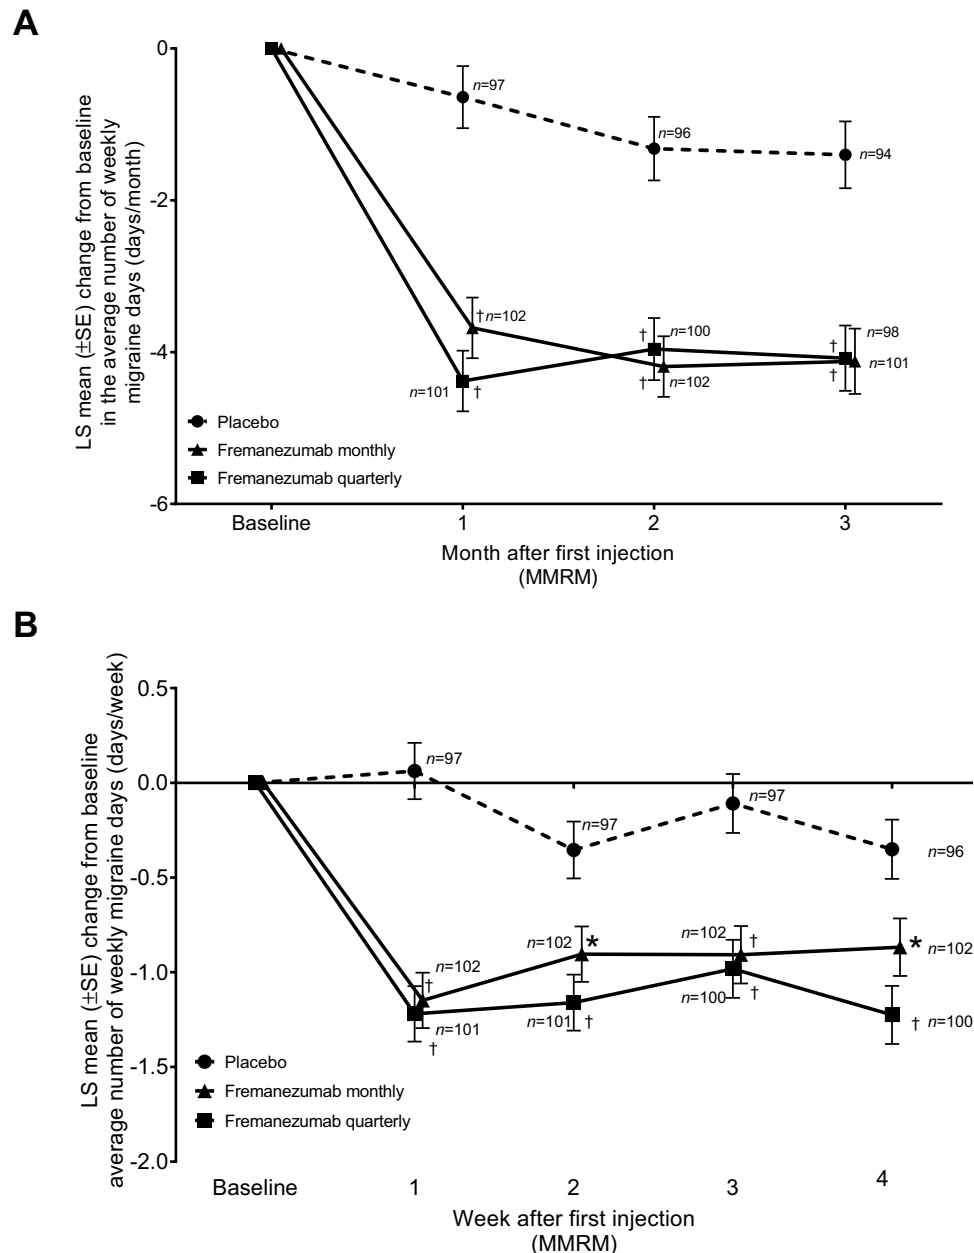 A
LS mean (±SE) change from baseline
in the average number of weekly
migraine days (days/month)
0
-2
-4
-6
n=97
n=96
n=94
†n=102
n=101
†
†
n=100
†
n=102
†
n=98
†
n=101
Placebo
Fremanezumab monthly
Fremanezumab quarterly
Baseline
1
2
3
Month after first injection
(MMRM)
B
LS mean (±SE) change from baseline
average number of weekly migraine days (days/week)
0.5
0.0
-0.5
-1.0
-1.5
-2.0
n=97
n=97
n=97
n=96
n=102
†
n=101
†
n=102 *
n=101 †
n=102
†
n=100
†
* n=102
† n=100
Placebo
Fremanezumab monthly
Fremanezumab quarterly
Baseline
1
2
3
4
Week after first injection
(MMRM)